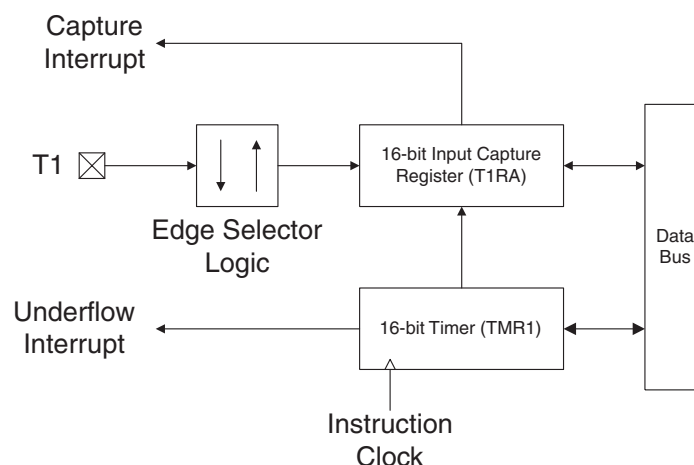 Capture
Interrupt
T1
16-bit Input Capture
Register (T1RA)
Edge Selector
Logic
Data
Bus
Underflow
Interrupt
16-bit Timer (TMR1)
Instruction
Clock